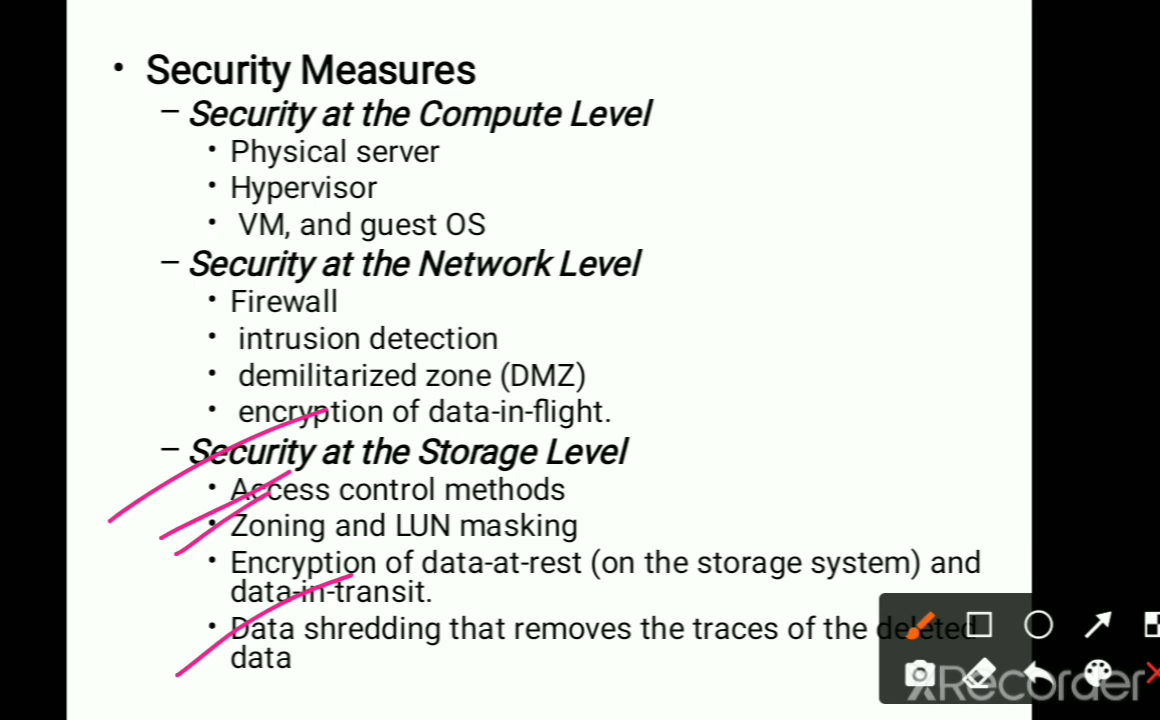 • Security Measures
– Security at the Compute Level
• Physical server
• Hypervisor
• VM, and guest OS
– Security at the Network Level
• Firewall
• intrusion detection
• demilitarized zone (DMZ)
• encryption of data-in-flight.
– Security at the Storage Level
• Access control methods
• Zoning and LUN masking
• Encryption of data-at-rest (on the storage system) and
data-in-transit.
• Data shredding that removes the traces of the deleted
data
XRecorder